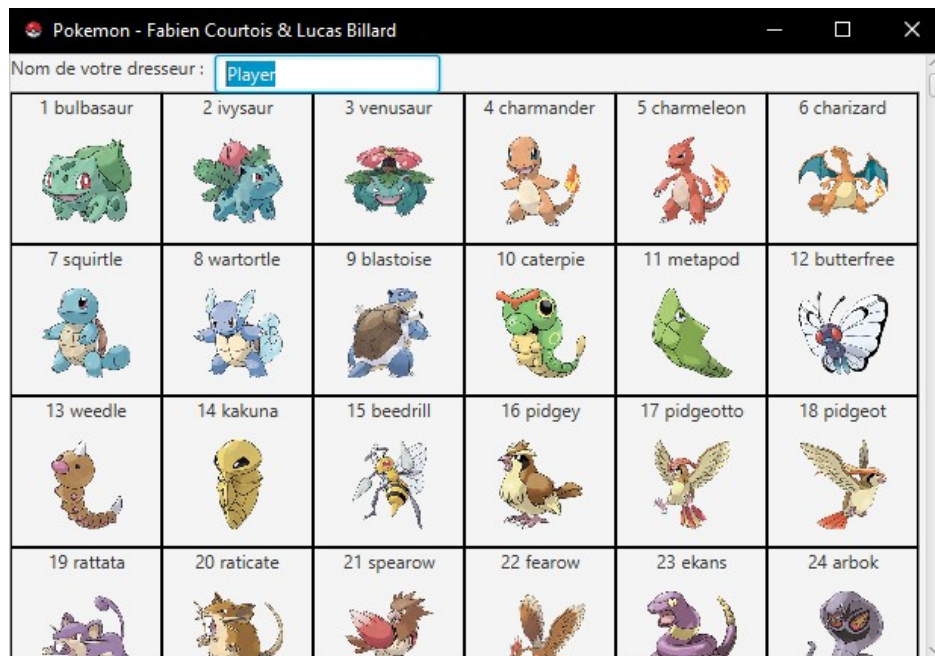 Pokemon - Fabien Courtois & Lucas Billard
Nom de votre dresseur : Player
1 bulbasaur 2 ivysaur 3 venusaur 4 charmander 5 charmeleon 6 charizard
7 squirtle 8 wartortle 9 blastoise 10 caterpie 11 metapod 12 butterfree
13 weedle 14 kakuna 15 beedrill 16 pidgey 17 pidgeotto 18 pidgeot
19 rattata 20 raticate 21 spearow 22 fearow 23 ekans 24 arbok